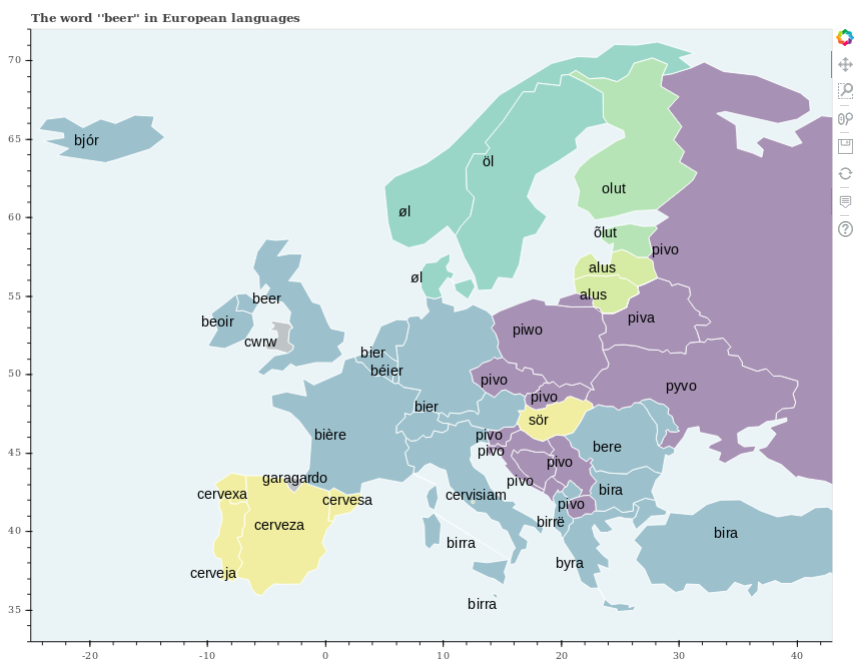 The word ''beer" in European languages
70
bjór
65
öl
olut
øl
60
õlut
pivo
alus
øl
55
alus
beer
beoir
piva
piwo
cwrw
bier
béier
50
pivo
pyvo
pivo
bier
sör
bière
pivo
bere
45
pivo
pivo
garagardo
pivo
bira
cervexa
cervisiam
cervesa
pivo
cerveza
birrë
40
bira
birra
byra
cerveja
birra
35
-20
-10
0
10
20
30
40